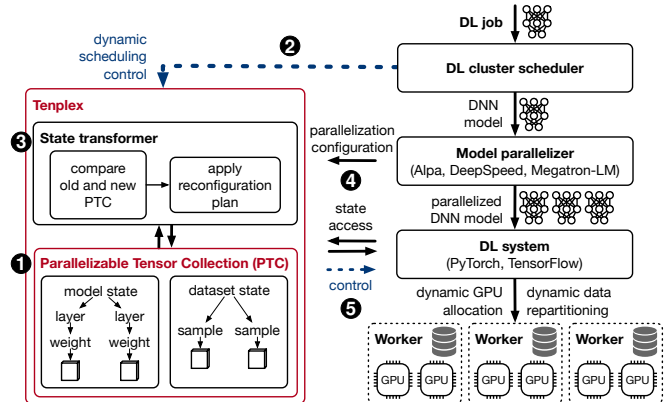 DL job
2
dynamic
scheduling
control
DL cluster scheduler
Tenplex
DNN
model
3
State transformer
compare
old and new
PTC
apply
reconfiguration
plan
parallelization
configuration
4
Model parallelizer
(Alpa, DeepSpeed, Megatron-LM)
parallelized
DNN model
state
access
1
Parallelizable Tensor Collection (PTC)
model state
layer
layer
weight
weight
dataset state
sample
sample
DL system
(PyTorch, TensorFlow)
control
5
dynamic GPU
allocation
dynamic data
repartitioning
Worker
Worker
Worker
GPU
GPU
GPU
GPU
GPU
GPU